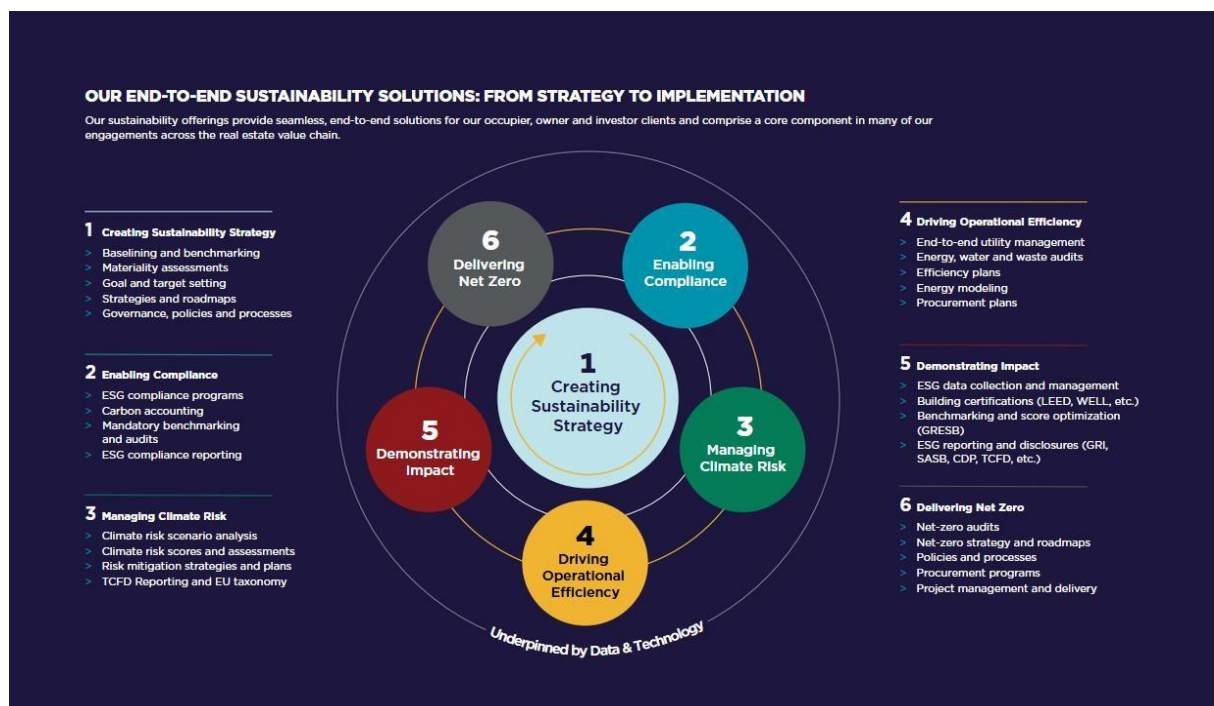 OUR END-TO-END SUSTAINABILITY SOLUTIONS: FROM STRATEGY TO IMPLEMENTATION
Our sustainability offerings provide seamless, end-to-end solutions for our occupier, owner and investor clients and comprise a core component in many of our
engagements across the real estate value chain.
1 Creating Sustainability Strategy
> Baselining and benchmarking
> Materiality assessments
> Goal and target setting
> Strategies and roadmaps
> Governance, policies and processes
2 Enabling Compliance
> ESG compliance programs
> Carbon accounting
> Mandatory benchmarking
and audits
> ESG compliance reporting
3 Managing Climate Risk
> Climate risk scenario analysis
> Climate risk scores and assessments
> Risk mitigation strategies and plans
> TCFD Reporting and EU taxonomy
6
Delivering
Net Zero
2
Enabling
Compliance
1
Creating
Sustainability
Strategy
5
Demonstrating
Impact
3
Managing
Climate Risk
4
Driving
Operational
Efficiency
Underpinned by Data & Technology
4 Driving Operational Efficiency
> End-to-end utility management
> Energy, water and waste audits
> Efficiency plans
> Energy modeling
> Procurement plans
5 Demonstrating Impact
> ESG data collection and management
> Building certifications (LEED, WELL, etc.)
> Benchmarking and score optimization
(GRESB)
> ESG reporting and disclosures (GRI,
SASB, CDP, TCFD, etc.)
6 Delivering Net Zero
> Net-zero audits
> Net-zero strategy and roadmaps
> Policies and processes
> Procurement programs
> Project management and delivery